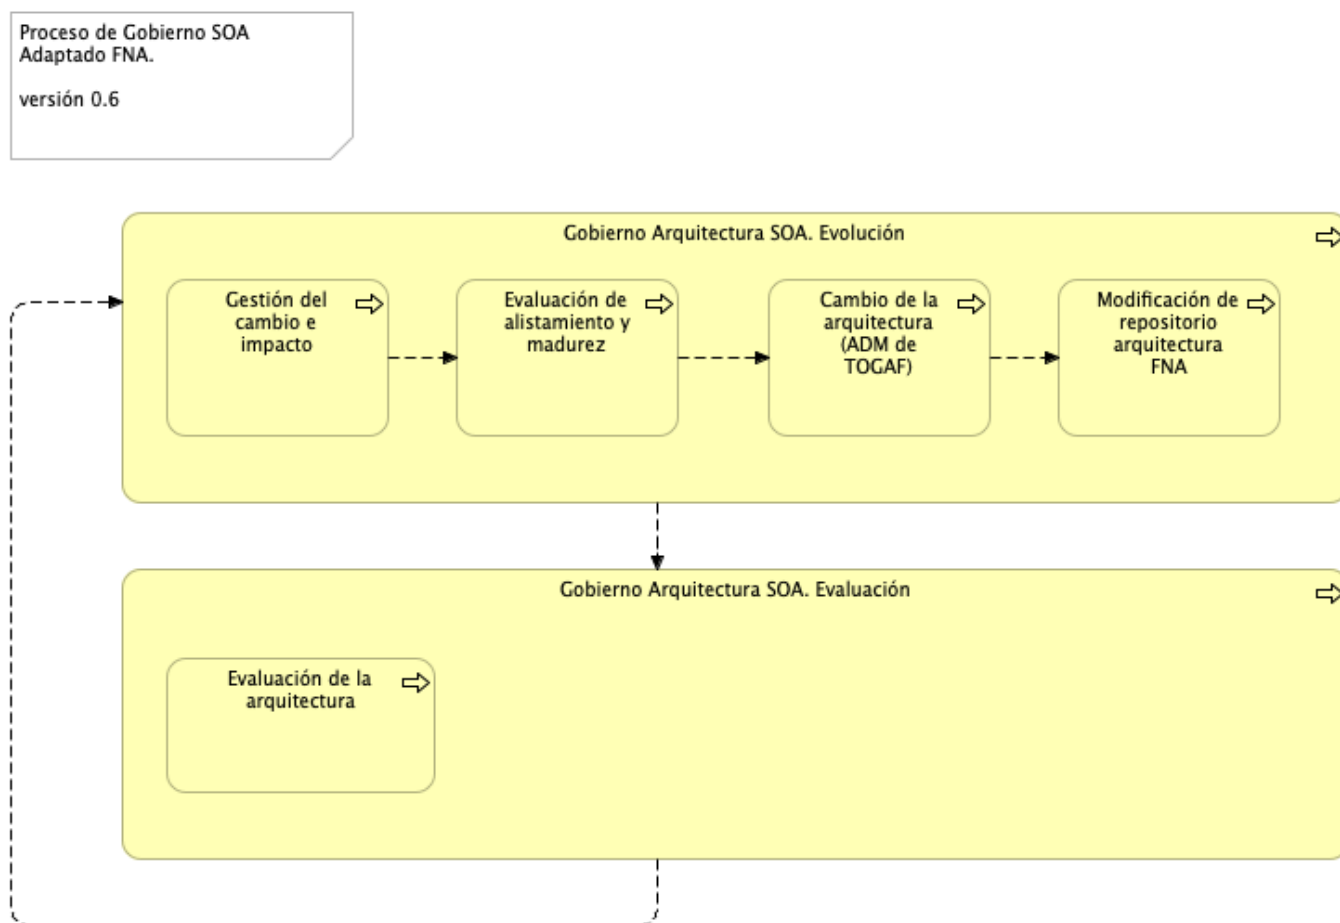 Proceso de Gobierno SOA
Adaptado FNA.
versión 0.6
Gobierno Arquitectura SOA. Evolución
Gestión del
cambio e
impacto
Evaluación de
alistamiento y
madurez
Cambio de la
arquitectura
(ADM de
TOGAF)
Modificación de
repositorio
arquitectura
FNA
Gobierno Arquitectura SOA. Evaluación
Evaluación de la
arquitectura